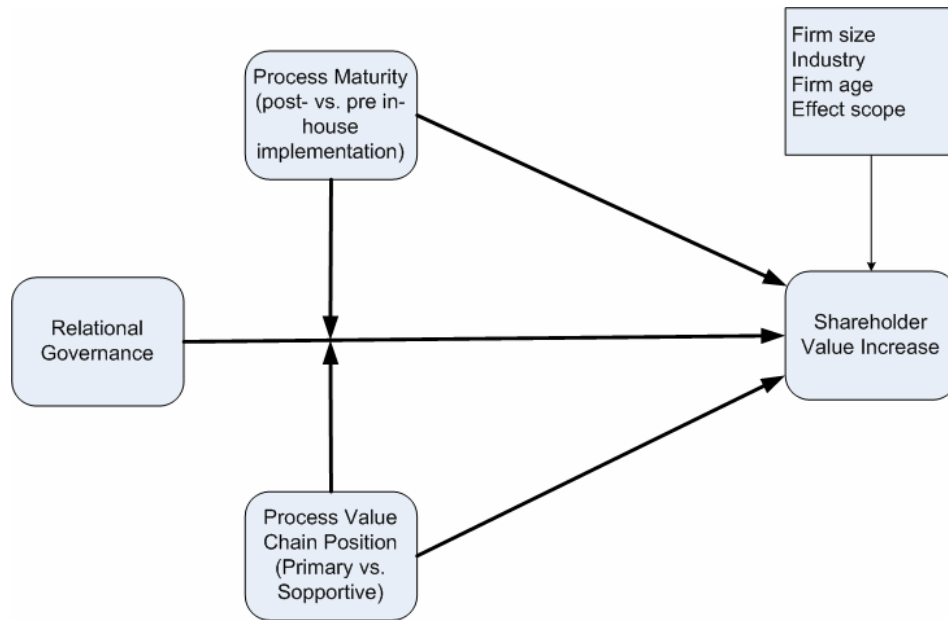 Firm size
Industry
Firm age
Effect scope
Process Maturity
(post- vs. pre in-
house
implementation)
Relational
Governance
Shareholder
Value Increase
Process Value
Chain Position
(Primary vs.
Sopportive)